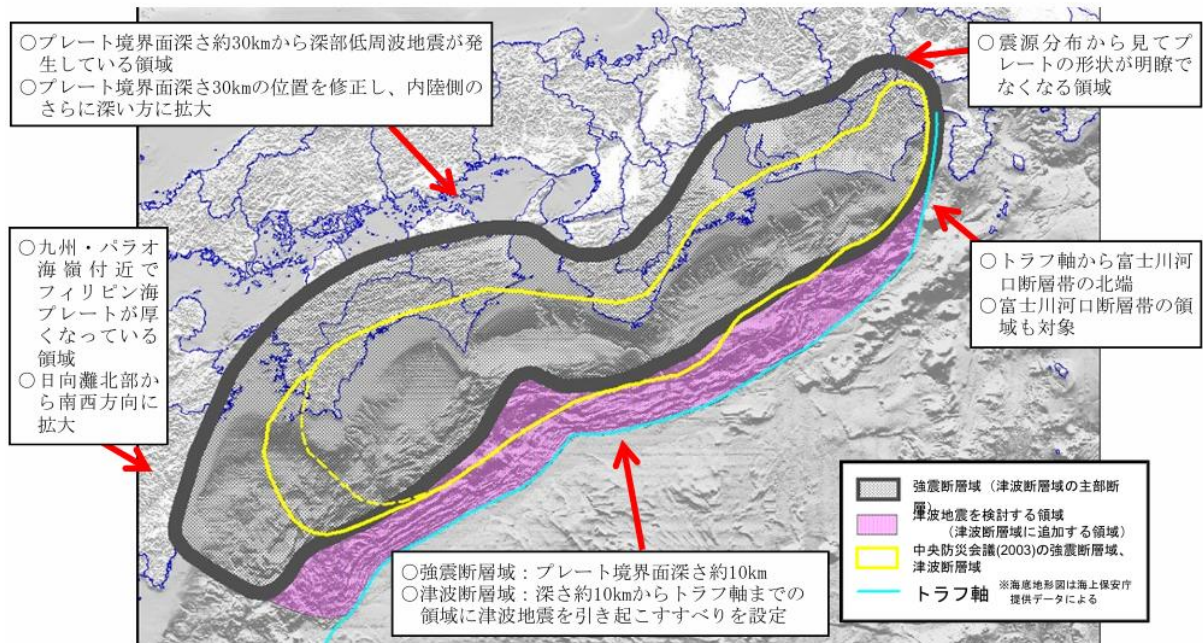 ○プレート境界面深さ約30kmから深部低周波地震が発
生している領域
○プレート境界面深さ30kmの位置を修正し、内陸側の
さらに深い方に拡大
○震源分布から見てプ
レートの形状が明瞭で
なくなる領域
○九州・パラオ
海嶺付近で
フィリピン海
プレートが厚
くなっている
領域
○日向灘北部か
ら南西方向に
拡大
○トラフ軸から富士川河
口断層帯の北端
○富士川河口断層帯の領
域も対象
○強震断層域：プレート境界面深さ約10km
○津波断層域：深さ約10kmからトラフ軸までの
領域に津波地震を引き起こすすべりを設定
強震断層域（津波断層域の主部断
層）
津波地震を検討する領域
（津波断層域に追加する領域）
中央防災会議(2003)の強震断層域、
津波断層域
トラフ軸
※海底地形図は海上保安庁
提供データによる